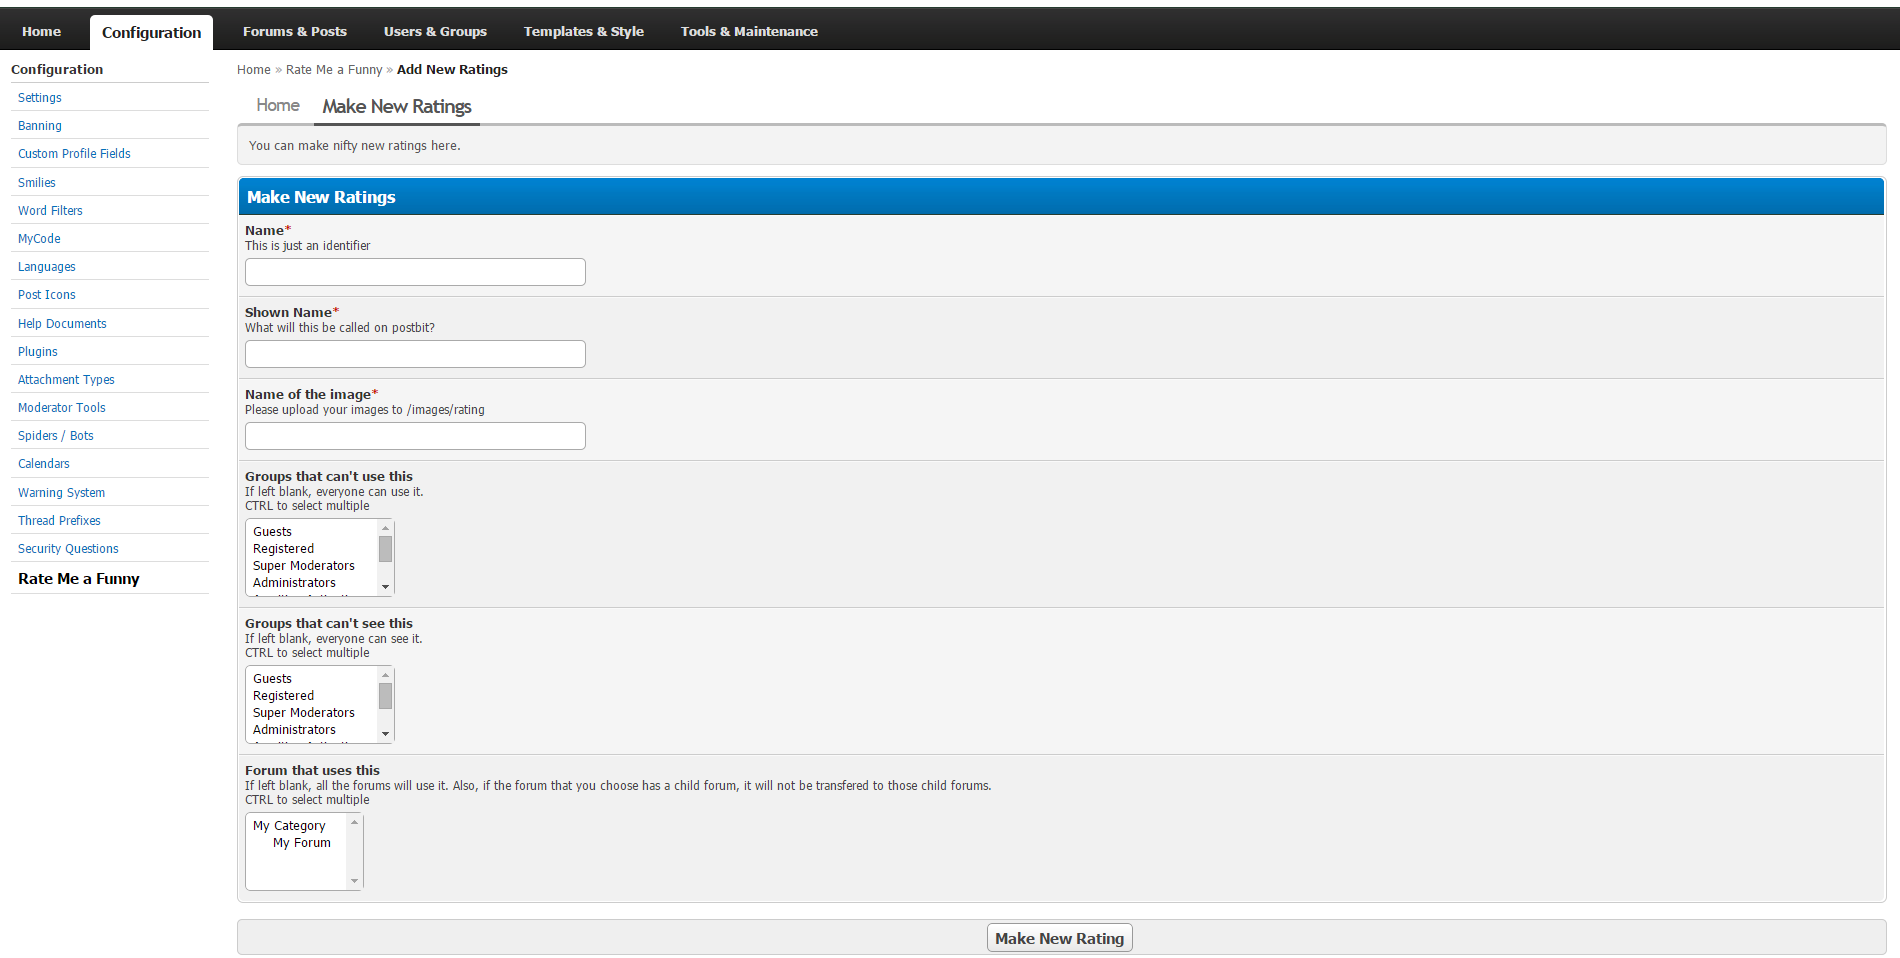 Home Configuration Forums & Posts Users & Groups Templates & Style Tools & Maintenance
Configuration
Settings
Banning
Custom Profile Fields
Smilies
Word Filters
MyCode
Languages
Post Icons
Help Documents
Plugins
Attachment Types
Moderator Tools
Spiders / Bots
Calendars
Warning System
Thread Prefixes
Security Questions
Rate Me a Funny
Home » Rate Me a Funny » Add New Ratings
Home Make New Ratings
You can make nifty new ratings here.
Make New Ratings
Name*
This is just an identifier
Shown Name*
What will this be called on postbit?
Name of the image*
Please upload your images to /images/rating
Groups that can't use this
If left blank, everyone can use it.
CTRL to select multiple
Guests
Registered
Super Moderators
Administrators
Groups that can't see this
If left blank, everyone can see it.
CTRL to select multiple
Guests
Registered
Super Moderators
Administrators
Forum that uses this
If left blank, all the forums will use it. Also, if the forum that you choose has a child forum, it will not be transfered to those child forums.
CTRL to select multiple
My Category
My Forum
Make New Rating